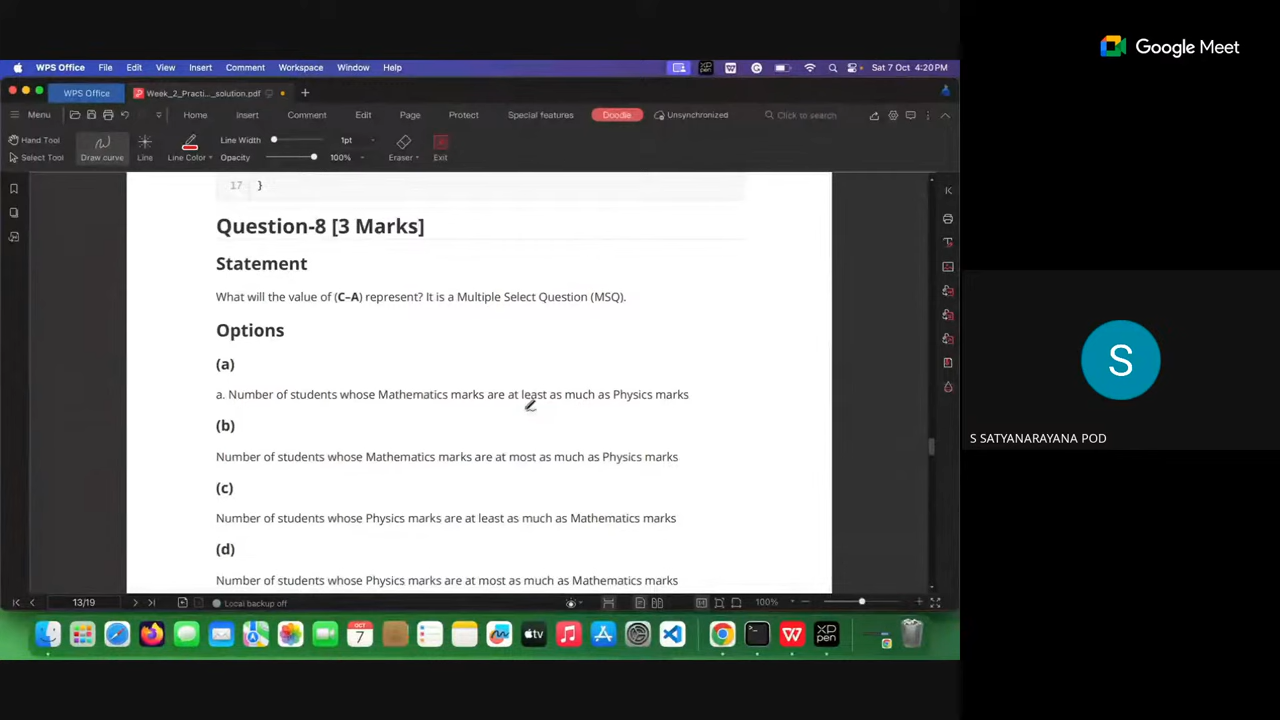 Google Meet
WPS Office File Edit View Insert Comment Workspace Window Help
Sat 7 Oct 4:20 PM
WPS Office Week_2_Practi..._solution.pdf
Menu Home Insert Comment Edit Page Protect Special features Doodle Unsynchronized Click to search
Hand Tool Line Width 1pt
Select Tool Draw curve Line Line Color Opacity 100% Eraser Exit
17 }
Question-8 [3 Marks]
Statement
What will the value of (C–A) represent? It is a Multiple Select Question (MSQ).
Options
(a)
a. Number of students whose Mathematics marks are at least as much as Physics marks
(b)
Number of students whose Mathematics marks are at most as much as Physics marks
(c)
Number of students whose Physics marks are at least as much as Mathematics marks
(d)
Number of students whose Physics marks are at most as much as Mathematics marks
13/19 Local backup off 100%
S
S SATYANARAYANA POD